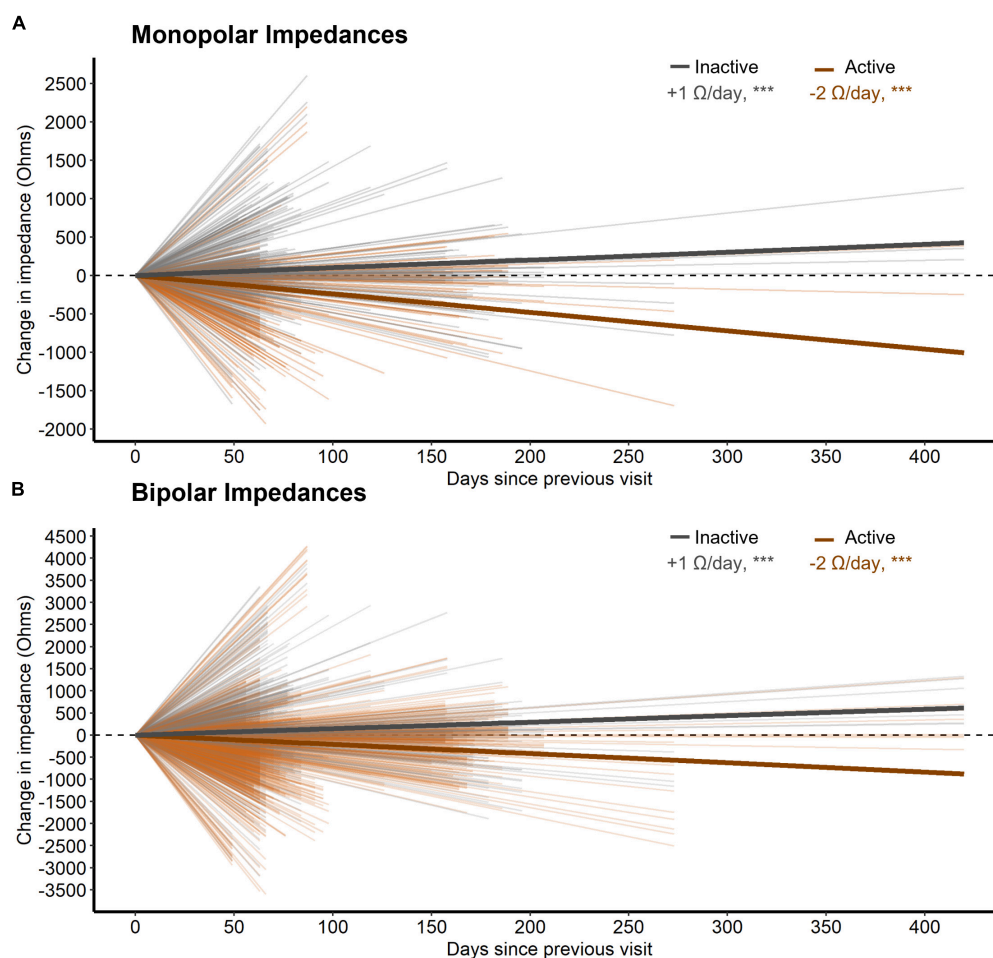 A
Monopolar Impedances
Inactive
Active
+1 Ω/day, ***
-2 Ω/day, ***
Change in impedance (Ohms)
2500
2000
1500
1000
500
0
-500
-1000
-1500
-2000
0 50 100 150 200 250 300 350 400
Days since previous visit
B
Bipolar Impedances
Inactive
Active
+1 Ω/day, ***
-2 Ω/day, ***
Change in impedance (Ohms)
4500
4000
3500
3000
2500
2000
1500
1000
500
0
-500
-1000
-1500
-2000
-2500
-3000
-3500
0 50 100 150 200 250 300 350 400
Days since previous visit